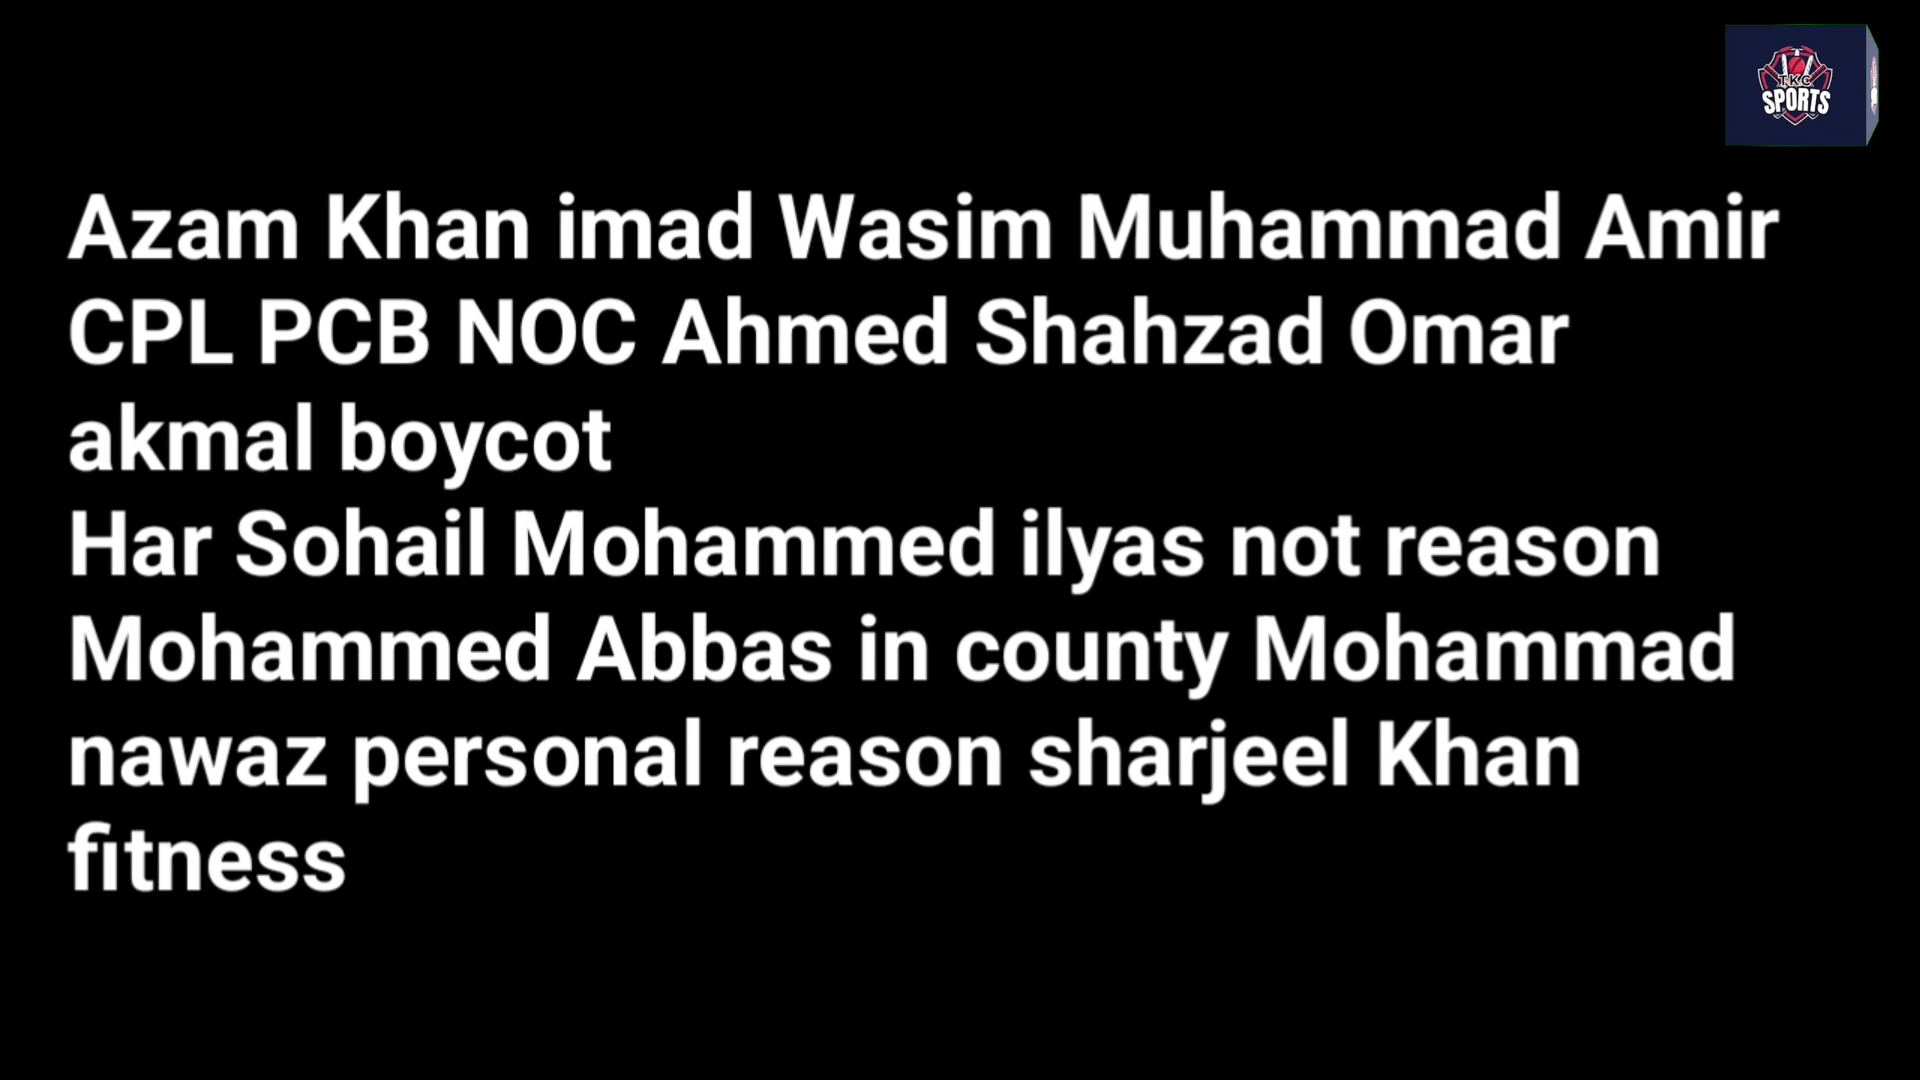 TKC
SPORTS
Azam Khan imad Wasim Muhammad Amir
CPL PCB NOC Ahmed Shahzad Omar
akmal boycot
Har Sohail Mohammed ilyas not reason
Mohammed Abbas in county Mohammad
nawaz personal reason sharjeel Khan
fitness